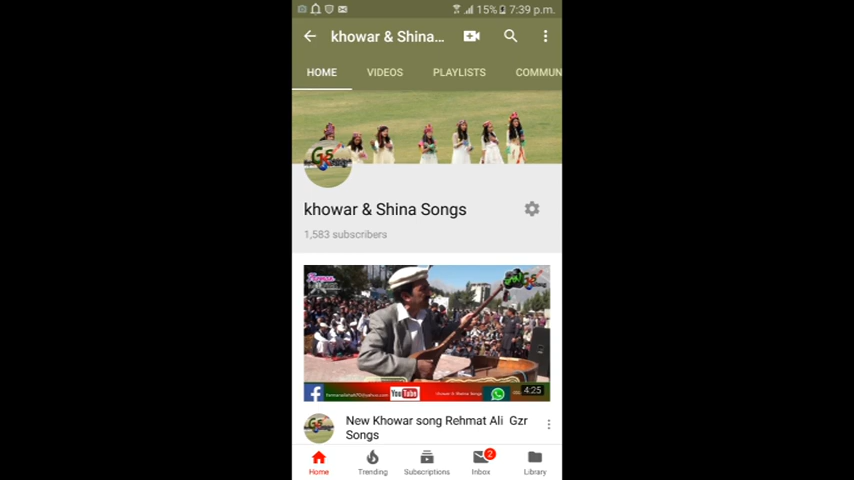 15% 7:39 p.m.
khowar & Shina...
HOME VIDEOS PLAYLISTS COMMUN
khowar & Shina Songs
1,583 subscribers
YouTube
4:25
New Khowar song Rehmat Ali Gzr
Songs
2
Home Trending Subscriptions Inbox Library